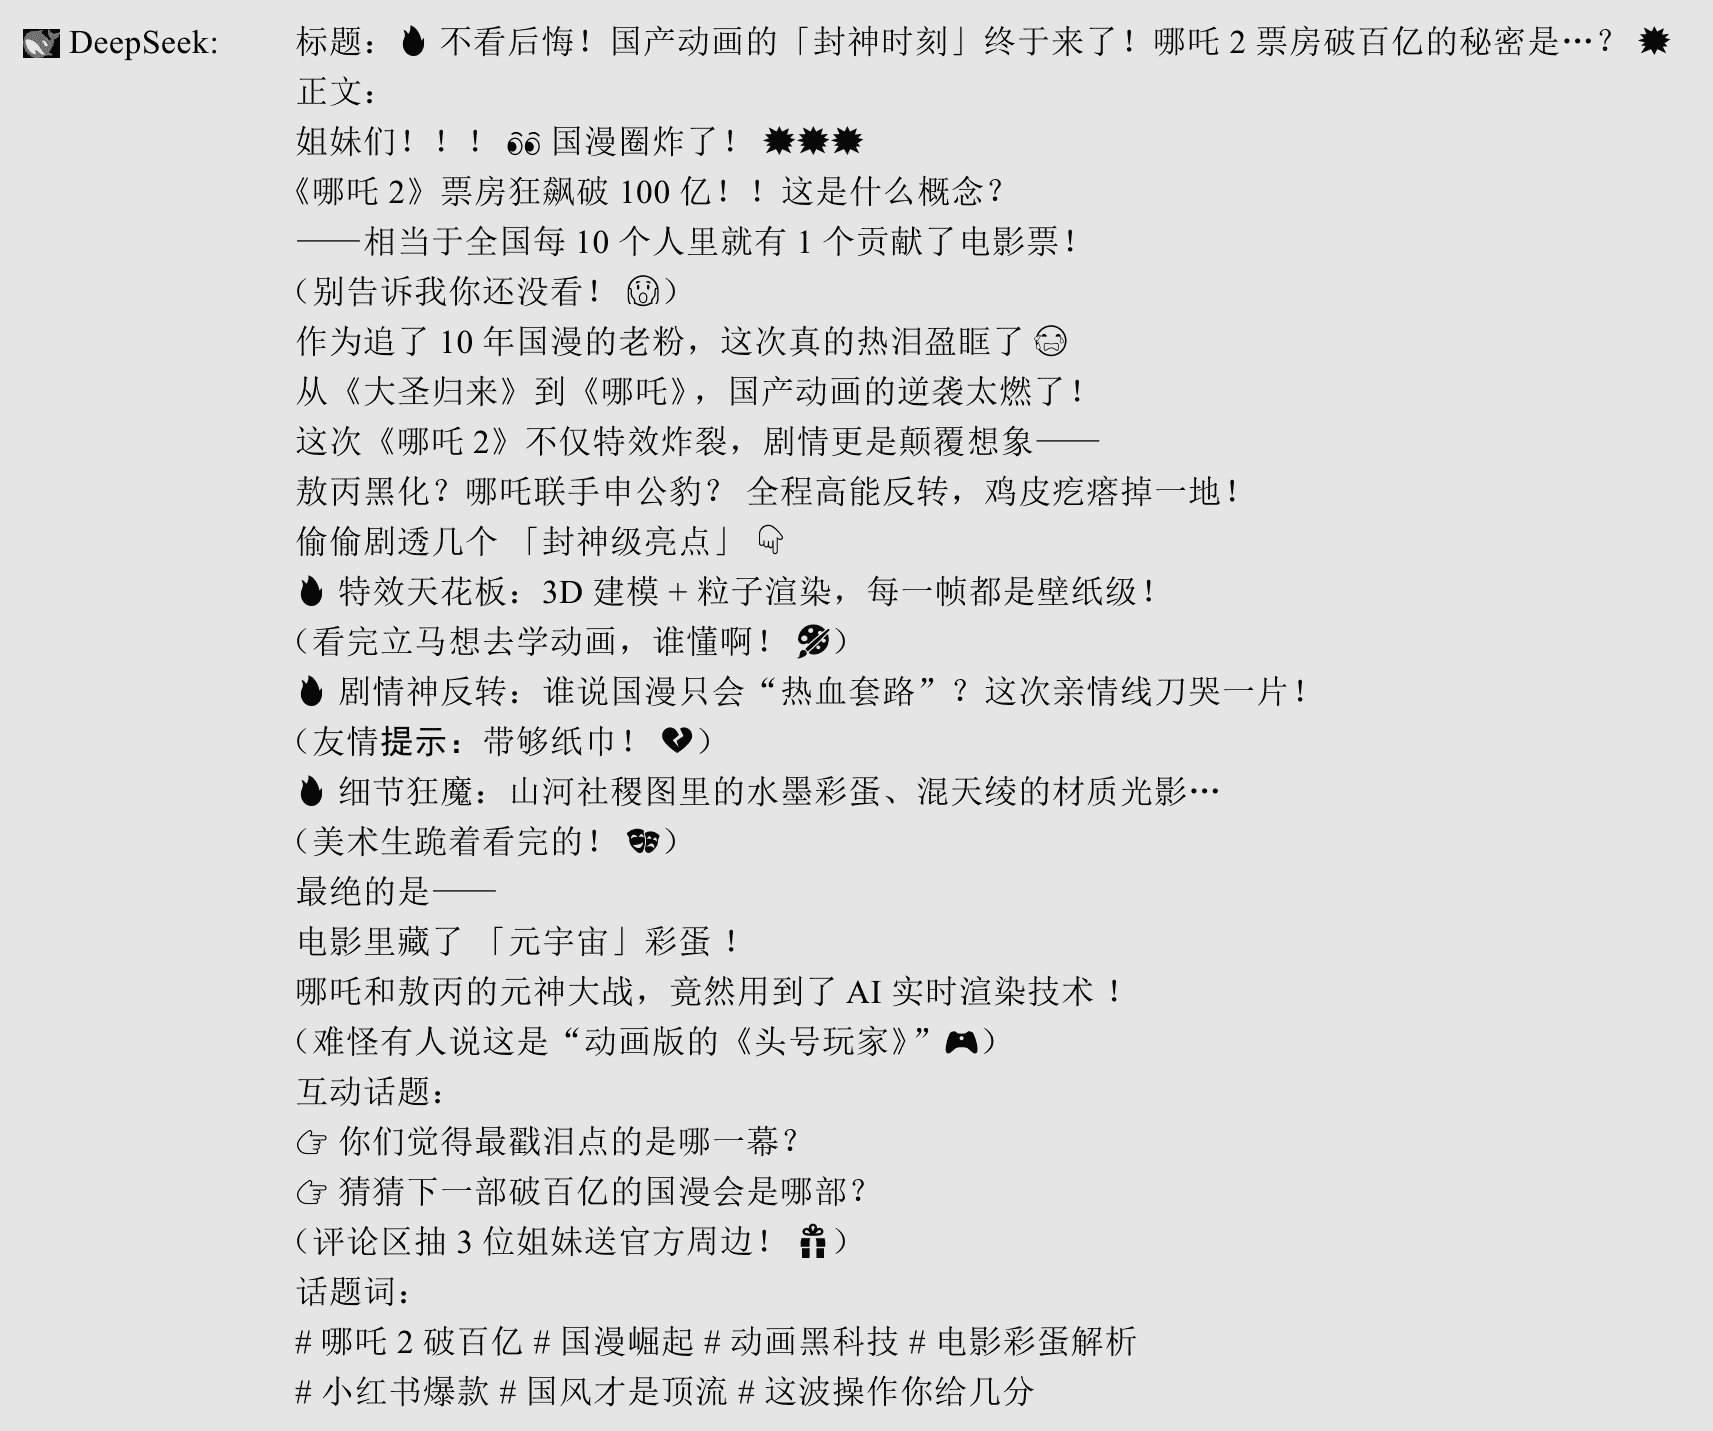 DeepSeek: 标题：🔥 不看后悔！国产动画的「封神时刻」终于来了！哪吒 2 票房破百亿的秘密是…？ 💥
正文：
姐妹们！！！ 👀 国漫圈炸了！ 💥💥💥
《哪吒 2》票房狂飙破 100 亿！！这是什么概念？
——相当于全国每 10 个人里就有 1 个贡献了电影票！
（别告诉我你还没看！ 😱）
作为追了 10 年国漫的老粉，这次真的热泪盈眶了 😭
从《大圣归来》到《哪吒》，国产动画的逆袭太燃了！
这次《哪吒 2》不仅特效炸裂，剧情更是颠覆想象——
敖丙黑化？哪吒联手申公豹？ 全程高能反转，鸡皮疙瘩掉一地！
偷偷剧透几个 「封神级亮点」 👇
🔥 特效天花板：3D 建模 + 粒子渲染，每一帧都是壁纸级！
（看完立马想去学动画，谁懂啊！ 🎨）
🔥 剧情神反转：谁说国漫只会“热血套路”？这次亲情线刀哭一片！
（友情提示：带够纸巾！ 💔）
🔥 细节狂魔：山河社稷图里的水墨彩蛋、混天绫的材质光影…
（美术生跪着看完的！ 🎭）
最绝的是——
电影里藏了 「元宇宙」彩蛋 ！
哪吒和敖丙的元神大战，竟然用到了 AI 实时渲染技术 ！
（难怪有人说这是“动画版的《头号玩家》” 🎮）
互动话题：
👉 你们觉得最戳泪点的是哪一幕？
👉 猜猜下一部破百亿的国漫会是哪部？
（评论区抽 3 位姐妹送官方周边！ 🎁）
话题词：
# 哪吒 2 破百亿 # 国漫崛起 # 动画黑科技 # 电影彩蛋解析
# 小红书爆款 # 国风才是顶流 # 这波操作你给几分